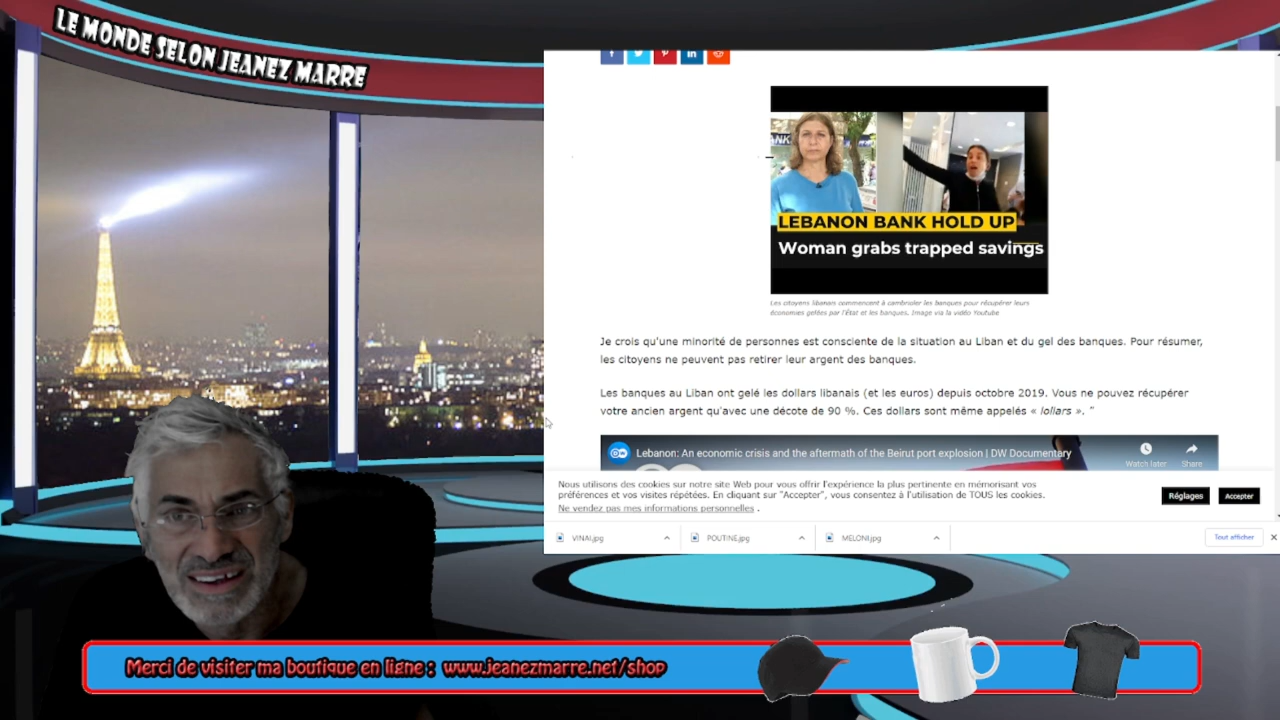 LE MONDE SELON JEANEZ MARRE
LEBANON BANK HOLD UP
Woman grabs trapped savings
Les citoyens libanais commencent à cambrioler les banques pour récupérer leurs
économies gelées par l'État et les banques. Image via la vidéo Youtube
Je crois qu'une minorité de personnes est consciente de la situation au Liban et du gel des banques. Pour résumer,
les citoyens ne peuvent pas retirer leur argent des banques.
Les banques au Liban ont gelé les dollars libanais (et les euros) depuis octobre 2019. Vous ne pouvez récupérer
votre ancien argent qu'avec une décote de 90 %. Ces dollars sont même appelés « lollars ». "
DW Lebanon: An economic crisis and the aftermath of the Beirut port explosion | DW Documentary
Watch later Share
Nous utilisons des cookies sur notre site Web pour vous offrir l'expérience la plus pertinente en mémorisant vos
préférences et vos visites répétées. En cliquant sur "Accepter", vous consentez à l'utilisation de TOUS les cookies.
Ne vendez pas mes informations personnelles .
Réglages Accepter
VINAI.jpg POUTINE.jpg MELONI.jpg Tout afficher
Merci de visiter ma boutique en ligne : www.jeanezmarre.net/shop